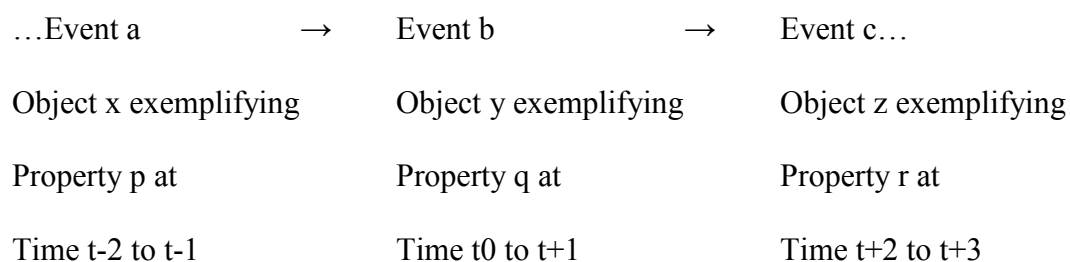 …Event a → Event b → Event c…
Object x exemplifying Object y exemplifying Object z exemplifying
Property p at Property q at Property r at
Time t-2 to t-1 Time t0 to t+1 Time t+2 to t+3